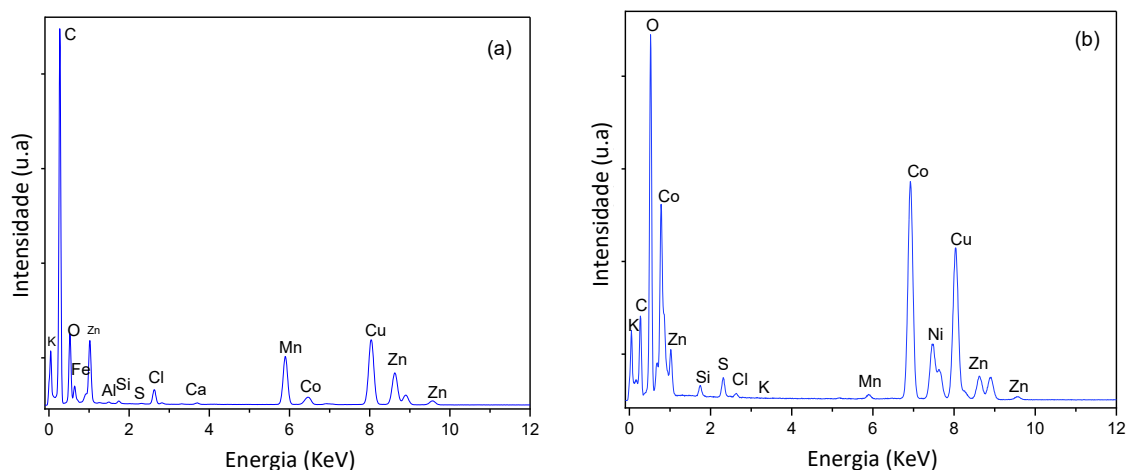 (a)
C
K
O
Fe
Zn
Al
Si
S
Cl
Ca
Mn
Co
Cu
Zn
Zn
0 2 4 6 8 10 12
Energia (KeV)
Intensidade (u.a)
(b)
O
K
C
Co
Zn
Si
S
Cl
K
Mn
Co
Ni
Cu
Zn
Zn
0 2 4 6 8 10 12
Energia (KeV)
Intensidade (u.a)